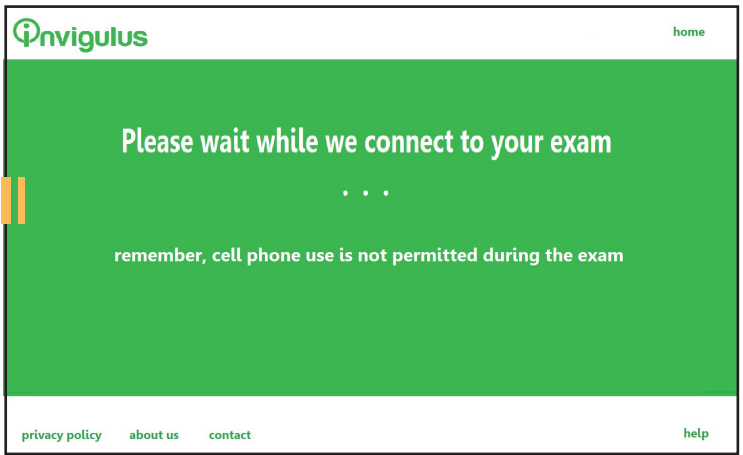 invigulus
home
Please wait while we connect to your exam
. . .
remember, cell phone use is not permitted during the exam
privacy policy about us contact
help